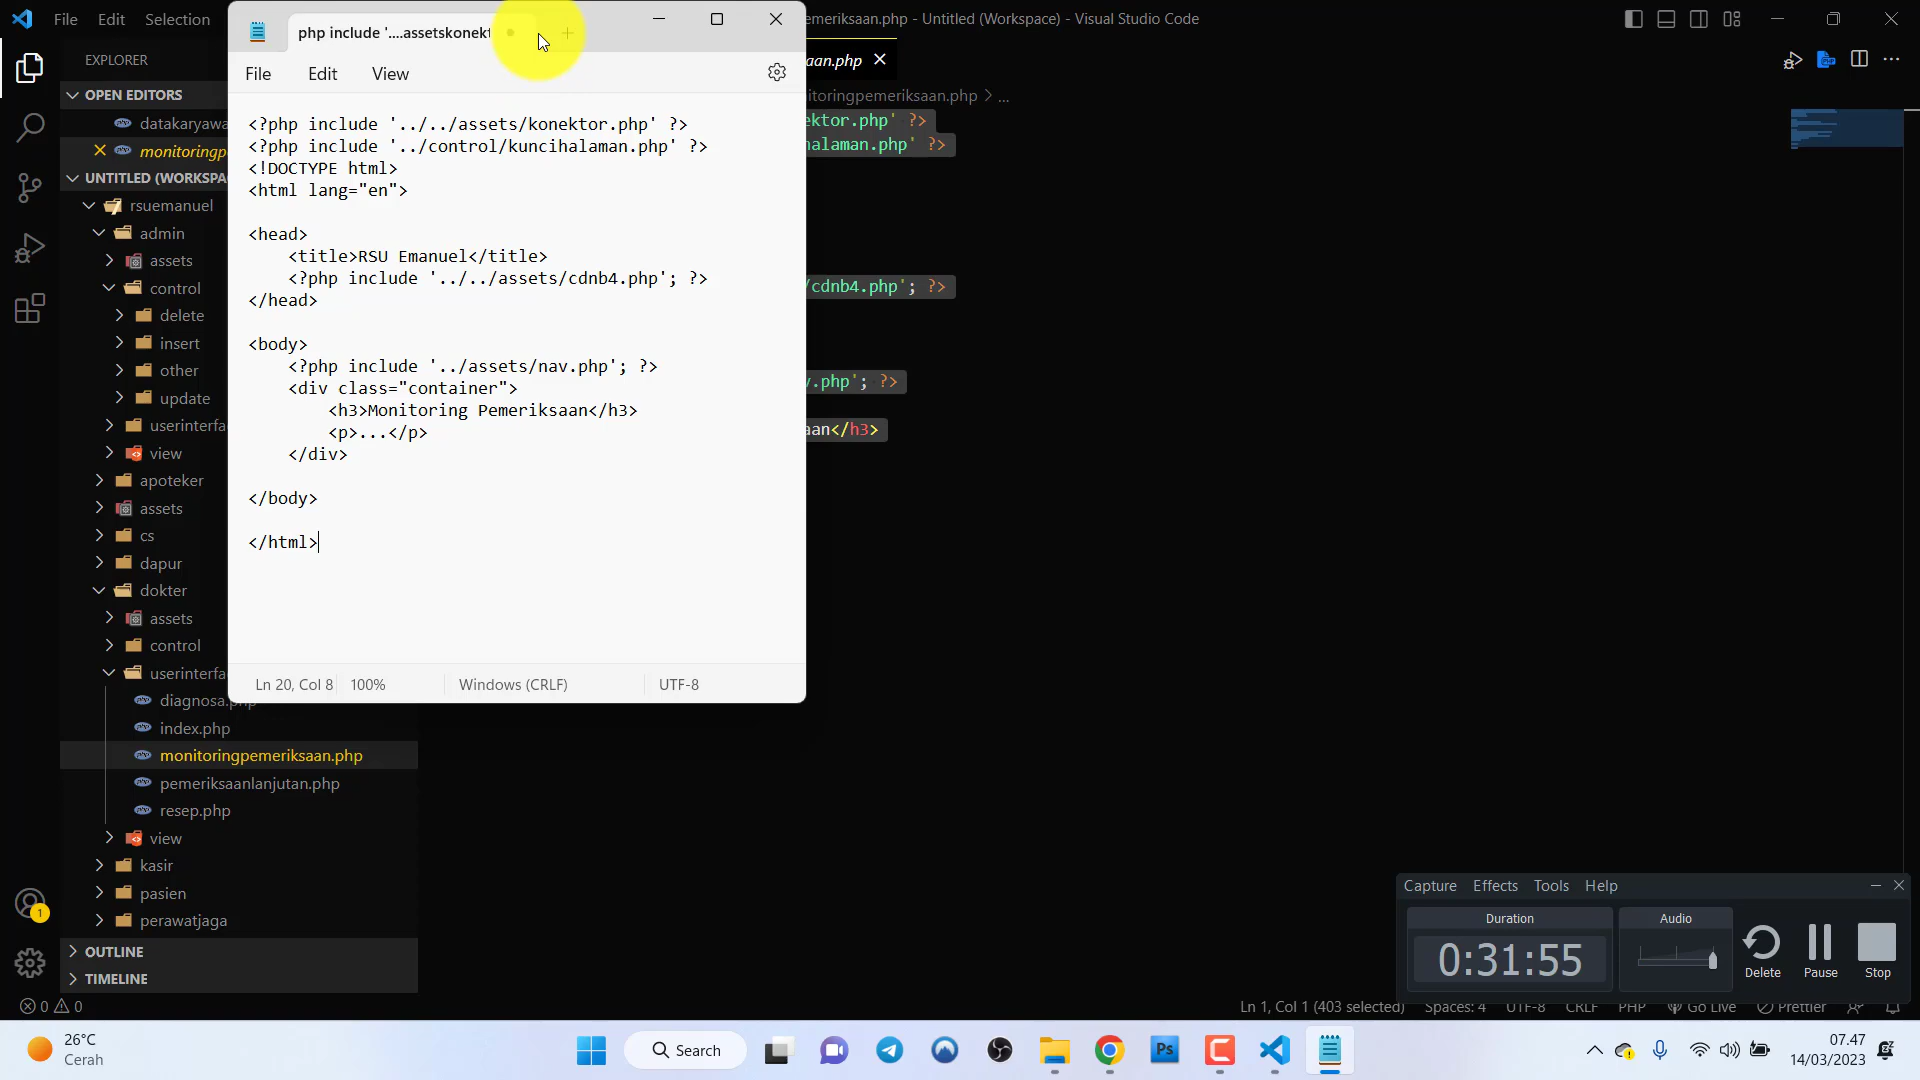 File Edit Selection
emeriksaan.php - Untitled (Workspace) - Visual Studio Code
php include '....assetskonekt
File Edit View
<?php include '../../assets/konektor.php' ?>
<?php include '../control/kuncihalaman.php' ?>
<!DOCTYPE html>
<html lang="en">
<head>
<title>RSU Emanuel</title>
<?php include '../../assets/cdnb4.php'; ?>
</head>
<body>
<?php include '../assets/nav.php'; ?>
<div class="container">
<h3>Monitoring Pemeriksaan</h3>
<p>...</p>
</div>
</body>
</html>
Ln 20, Col 8 100% Windows (CRLF) UTF-8
EXPLORER
OPEN EDITORS
datakaryawa
monitoringp
UNTITLED (WORKSPA
rsuemanuel
admin
assets
control
delete
insert
other
update
userinterfa
view
apoteker
assets
cs
dapur
dokter
assets
control
userinterfa
diagnosa.php
index.php
monitoringpemeriksaan.php
pemeriksaanlanjutan.php
resep.php
view
kasir
pasien
perawatjaga
OUTLINE
TIMELINE
aan.php
itoringpemeriksaan.php > ...
ektor.php' ?>
halaman.php' ?>
/cdnb4.php'; ?>
v.php'; ?>
aan</h3>
Capture Effects Tools Help
Duration
0:31:55
Audio
Delete
Pause
Stop
1
0 0
Ln 1, Col 1 (403 selected) Spaces: 4 UTF-8 CRLF PHP Go Live Prettier
26°C
Cerah
Search
Ps
07.47
14/03/2023